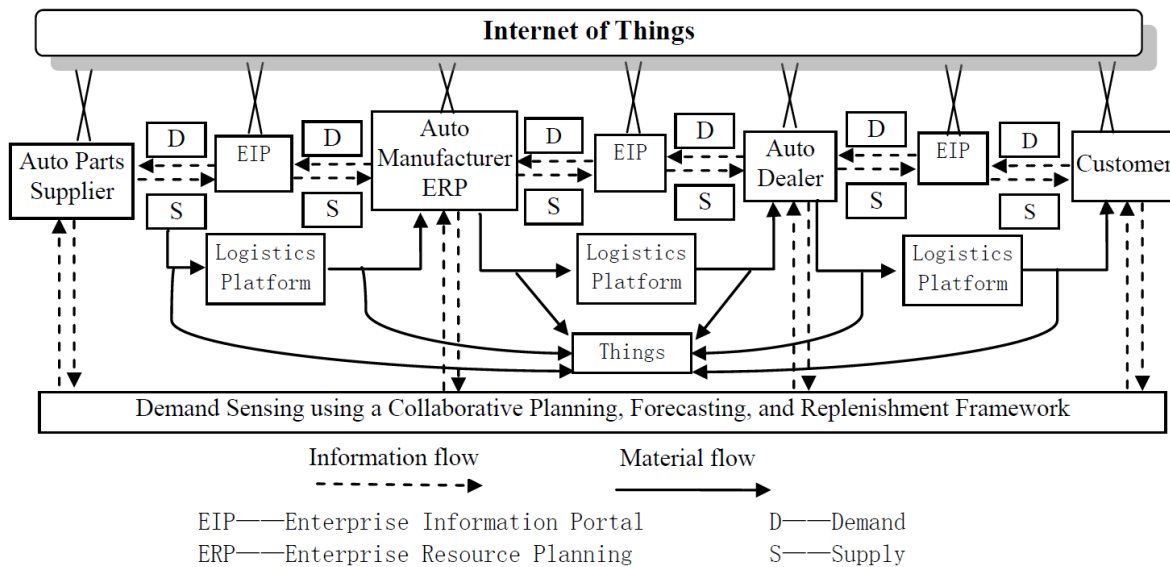 Internet of Things
D
D
D
D
D
D
Auto Parts
Supplier
EIP
Auto
Manufacturer
ERP
EIP
Auto
Dealer
EIP
Customer
S
S
S
S
S
S
Logistics
Platform
Logistics
Platform
Logistics
Platform
Things
Demand Sensing using a Collaborative Planning, Forecasting, and Replenishment Framework
Information flow
Material flow
EIP——Enterprise Information Portal
D——Demand
ERP——Enterprise Resource Planning
S——Supply